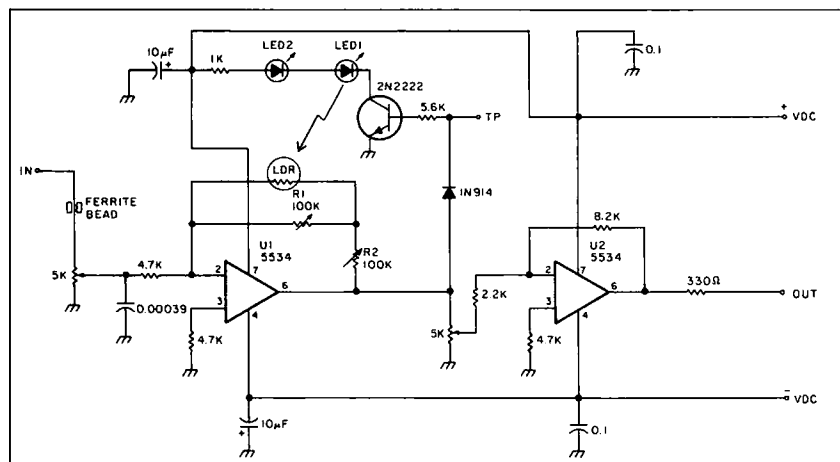 10µF
+
1K
LED2
LED1
2N2222
5.6K
TP
0.1
+
VDC
IN
FERRITE
BEAD
LDR
R1
100K
1N914
R2
100K
8.2K
U1
5534
U2
5534
5K
4.7K
2
7
6
3
4
0.00039
4.7K
2.2K
5K
2
7
6
3
4
4.7K
330Ω
OUT
10µF
+
0.1
–
VDC